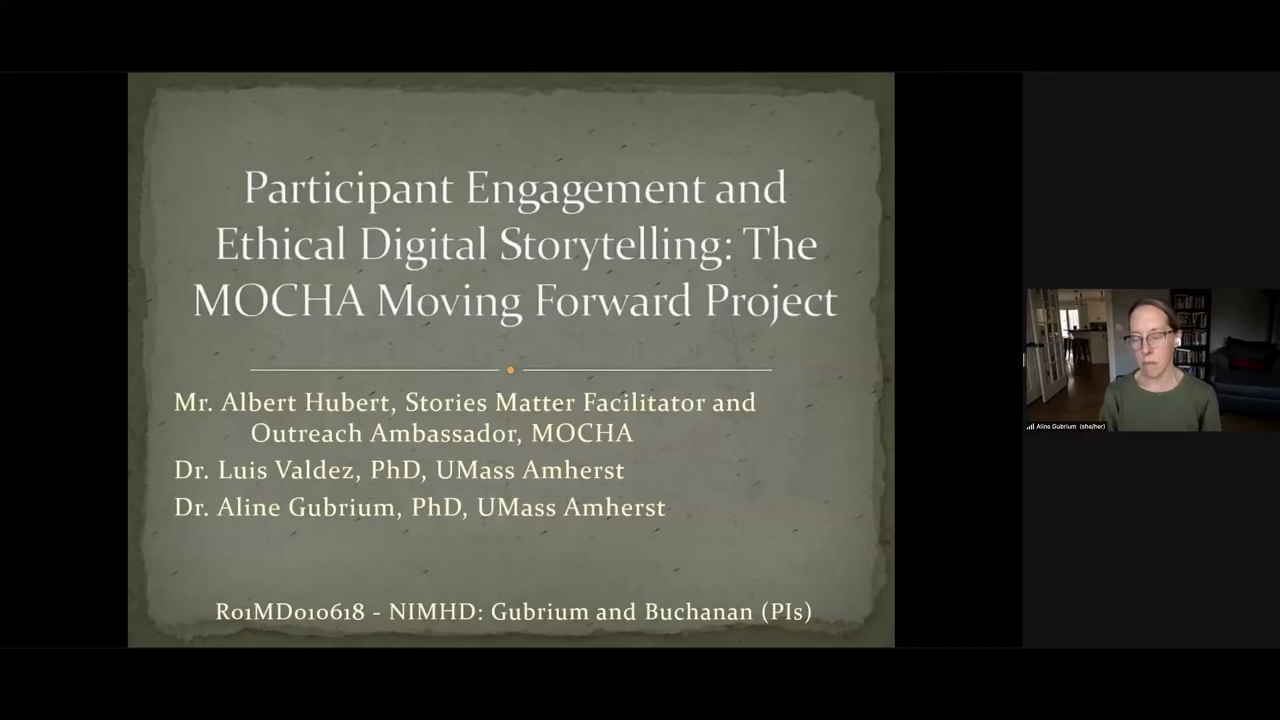 Participant Engagement and
Ethical Digital Storytelling: The
MOCHA Moving Forward Project
Mr. Albert Hubert, Stories Matter Facilitator and
Outreach Ambassador, MOCHA
Dr. Luis Valdez, PhD, UMass Amherst
Dr. Aline Gubrium, PhD, UMass Amherst
R01MD010618 - NIMHD: Gubrium and Buchanan (PIs)
Aline Gubrium (she/her)